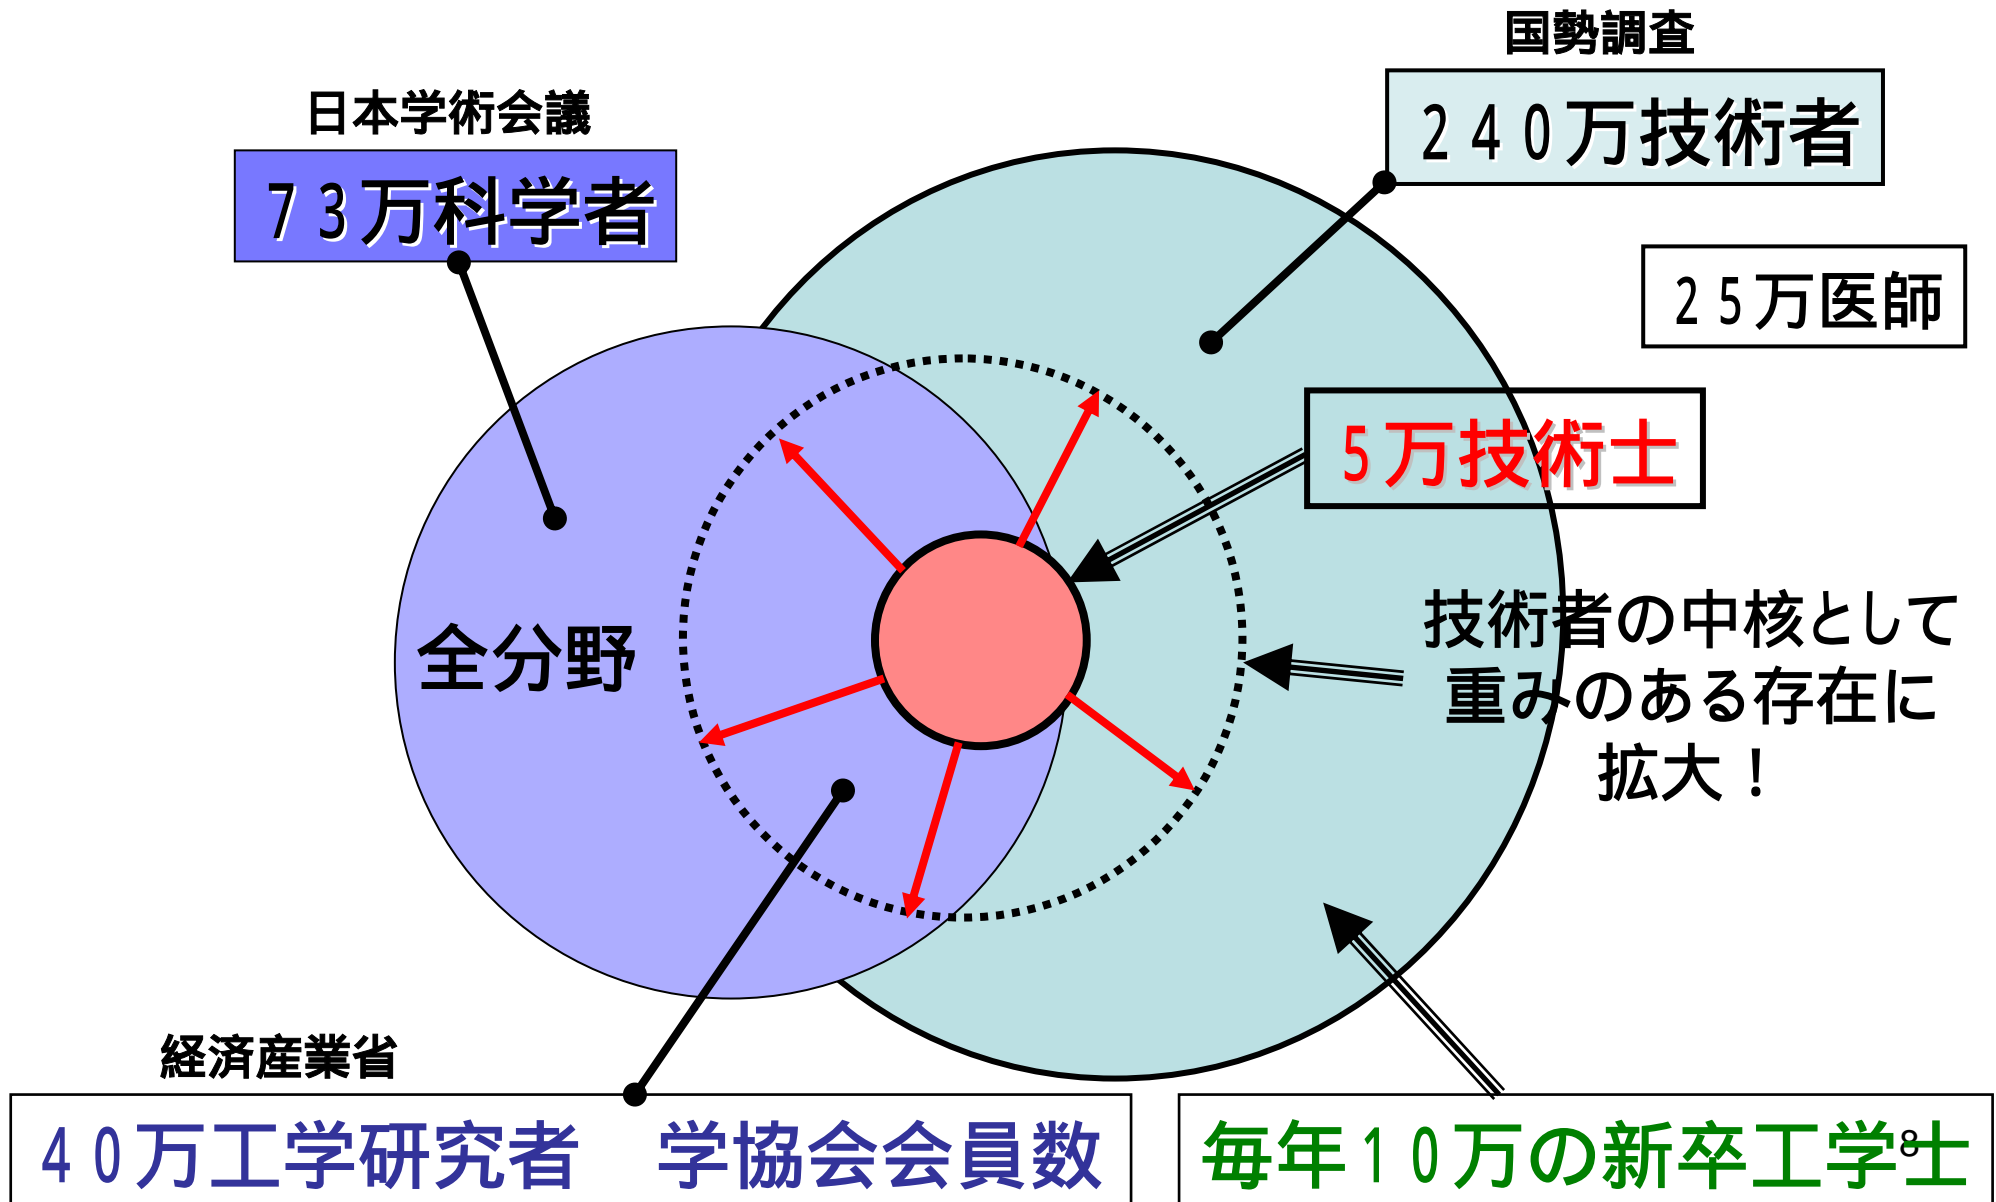 国勢調査
２４０万技術者
日本学術会議
７３万科学者
２５万医師
５万技術士
技術者の中核として
重みのある存在に
拡大！
全分野
経済産業省
４０万工学研究者　学協会会員数
毎年１０万の新卒工学士
8